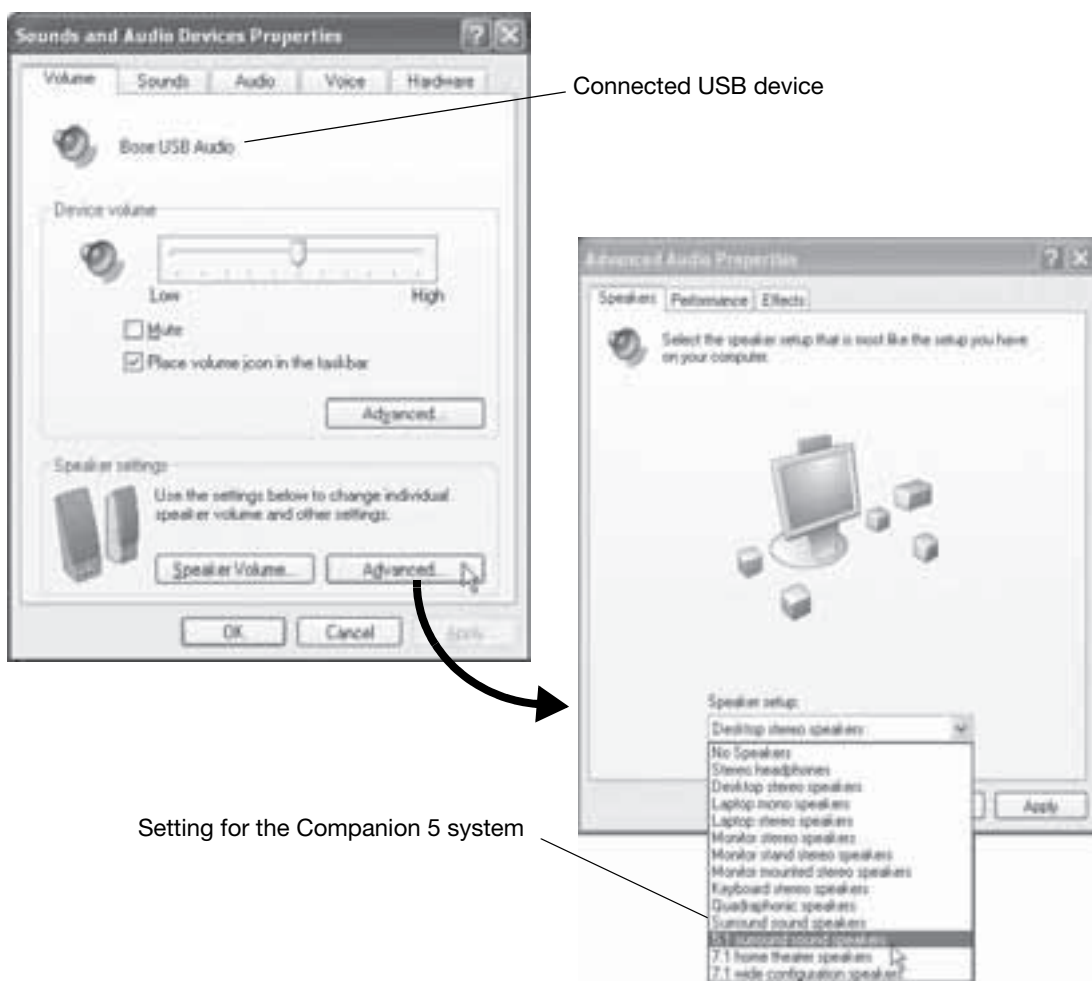 Sounds and Audio Devices Properties
Volume
Sounds
Audio
Voice
Hardware
Connected USB device
Bose USB Audio
Device volume
Low
High
Mute
Place volume icon in the taskbar
Advanced...
Speaker settings
Use the settings below to change individual
speaker volume and other settings.
Speaker Volume...
Advanced...
OK
Cancel
Apply
Advanced Audio Properties
Speakers
Performance
Effects
Select the speaker setup that is most like the setup you have
on your computer.
Speaker setup:
Desktop stereo speakers
No Speakers
Stereo headphones
Desktop stereo speakers
Laptop mono speakers
Laptop stereo speakers
Monitor stereo speakers
Monitor stand stereo speakers
Monitor mounted stereo speakers
Keyboard stereo speakers
Quadraphonic speakers
Surround sound speakers
5.1 surround sound speakers
7.1 home theater speakers
7.1 wide configuration speakers
Apply
Setting for the Companion 5 system